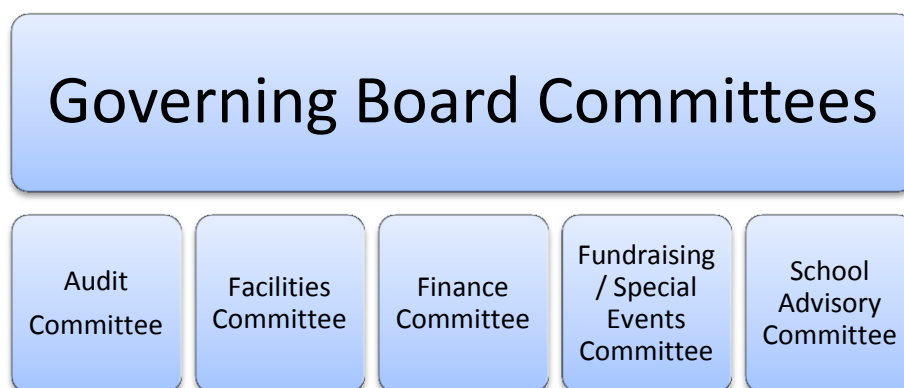 Governing Board Committees
Audit
Committee
Facilities
Committee
Finance
Committee
Fundraising
/ Special
Events
Committee
School
Advisory
Committee